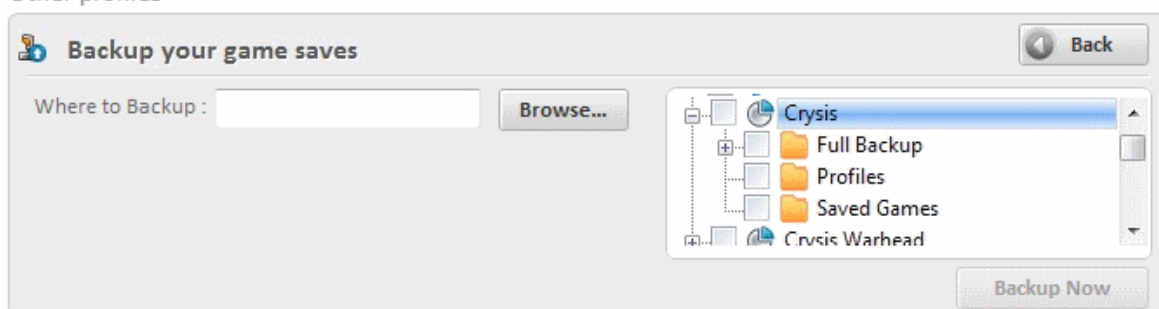 Backup your game saves
Back
Where to Backup :
Browse...
Crysis
Full Backup
Profiles
Saved Games
Crysis Warhead
Backup Now